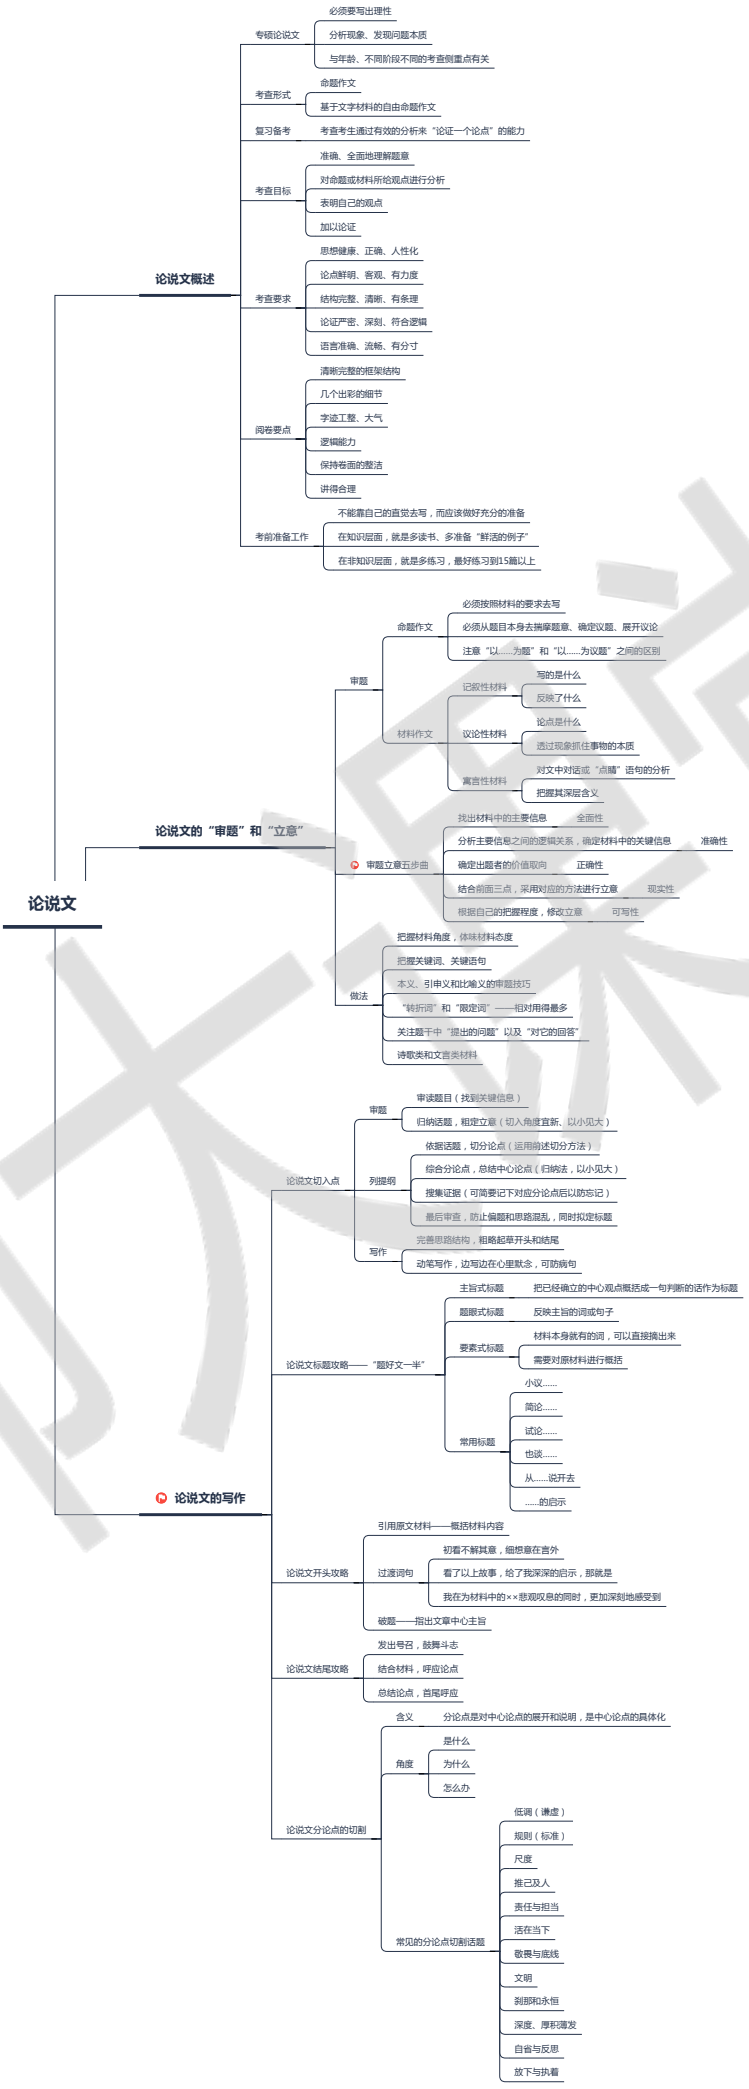 论说文
论说文概述
专硕论说文
必须要写出理性
分析现象、发现问题本质
与年龄、不同阶段不同的考查侧重点有关
考查形式
命题作文
基于文字材料的自由命题作文
复习备考
考查考生通过有效的分析来“论证一个论点”的能力
考查目标
准确、全面地理解题意
对命题或材料所给观点进行分析
表明自己的观点
加以论证
考查要求
思想健康、正确、人性化
论点鲜明、客观、有力度
结构完整、清晰、有条理
论证严密、深刻、符合逻辑
语言准确、流畅、有分寸
阅卷要点
清晰完整的框架结构
几个出彩的细节
字迹工整、大气
逻辑能力
保持卷面的整洁
讲得合理
考前准备工作
不能靠自己的直觉去写，而应该做好充分的准备
在知识层面，就是多读书、多准备“鲜活的例子”
在非知识层面，就是多练习，最好练习到15篇以上
论说文的“审题”和“立意”
审题
命题作文
必须按照材料的要求去写
必须从题目本身去揣摩题意、确定议题、展开议论
注意“以……为题”和“以……为议题”之间的区别
材料作文
记叙性材料
写的是什么
反映了什么
议论性材料
论点是什么
透过现象抓住事物的本质
寓言性材料
对文中对话或“点睛”语句的分析
把握其深层含义
审题立意五步曲
找出材料中的主要信息 全面性
分析主要信息之间的逻辑关系，确定材料中的关键信息 准确性
确定出题者的价值取向 正确性
结合前面三点，采用对应的方法进行立意 现实性
根据自己的把握程度，修改立意 可写性
做法
把握材料角度，体味材料态度
把握关键词、关键语句
本义、引申义和比喻义的审题技巧
“转折词”和“限定词”——相对用得最多
关注题干中“提出的问题”以及“对它的回答”
诗歌类和文言类材料
论说文的写作
论说文切入点
审题
审读题目（找到关键信息）
归纳话题，粗定立意（切入角度宜新、以小见大）
列提纲
依据话题，切分论点（运用前述切分方法）
综合分论点，总结中心论点（归纳法，以小见大）
搜集证据（可简要记下对应分论点后以防忘记）
最后审查，防止偏题和思路混乱，同时拟定标题
写作
完善思路结构，粗略起草开头和结尾
动笔写作，边写边在心里默念，可防病句
论说文标题攻略——“题好文一半”
主旨式标题 把已经确立的中心观点概括成一句判断的话作为标题
题眼式标题 反映主旨的词或句子
要素式标题
材料本身就有的词，可以直接摘出来
需要对原材料进行概括
常用标题
小议……
简论……
试论……
也谈……
从……说开去
……的启示
论说文开头攻略
引用原文材料——概括材料内容
过渡词句
初看不解其意，细想意在言外
看了以上故事，给了我深深的启示，那就是
我在为材料中的××悲观叹息的同时，更加深刻地感受到
破题——指出文章中心主旨
论说文结尾攻略
发出号召，鼓舞斗志
结合材料，呼应论点
总结论点，首尾呼应
论说文分论点的切割
含义 分论点是对中心论点的展开和说明，是中心论点的具体化
角度
是什么
为什么
怎么办
常见的分论点切割话题
低调（谦虚）
规则（标准）
尺度
推己及人
责任与担当
活在当下
敬畏与底线
文明
刹那和永恒
深度、厚积薄发
自省与反思
放下与执着